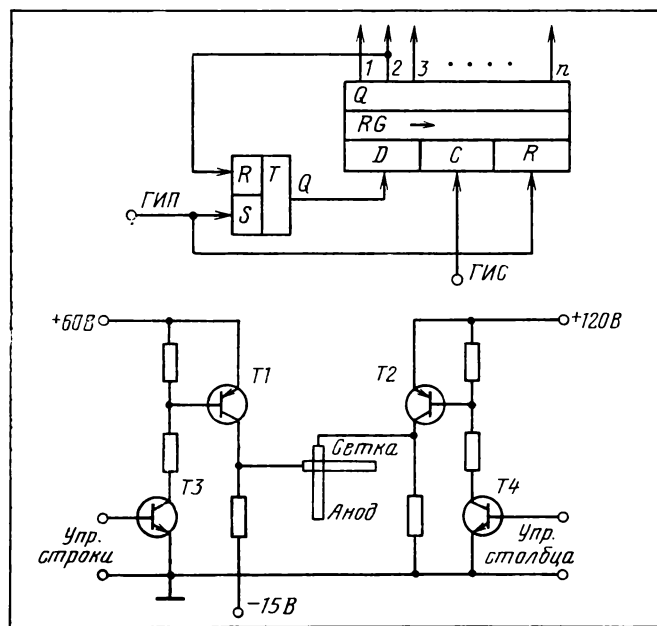 1 2 3 . . . . n
Q
RG →
D C R
R T Q
S
ГИП
ГИС
+60В
+120В
T1 T2
Сетка
T3 T4
Анод
Упр. строки
Упр. столбца
-15В